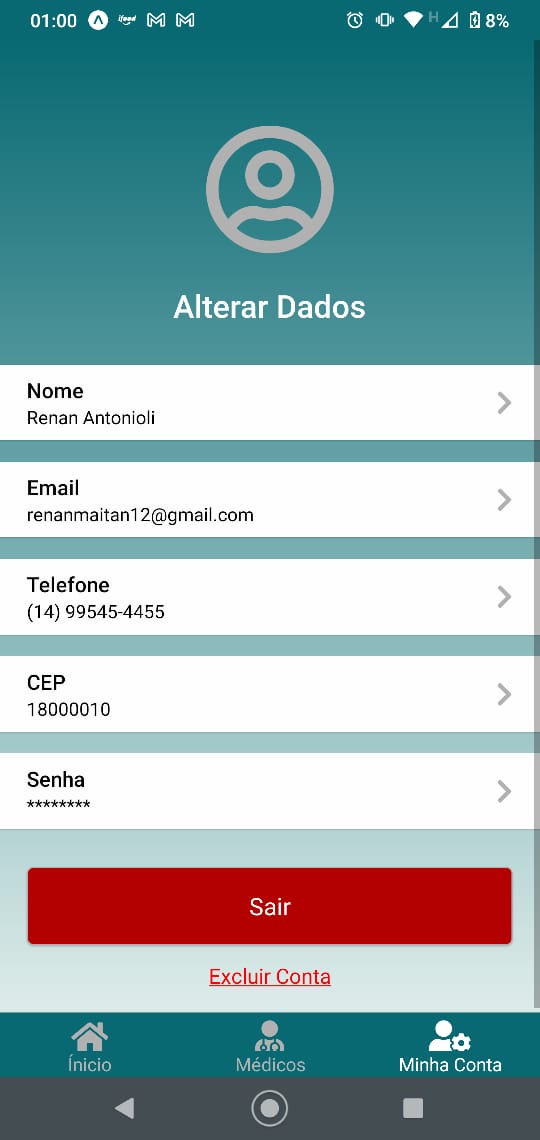 01:00 ifood 8%
H
Alterar Dados
Nome
Renan Antonioli
Email
renanmaitan12@gmail.com
Telefone
(14) 99545-4455
CEP
18000010
Senha
********
Sair
Excluir Conta
Ínicio Médicos Minha Conta